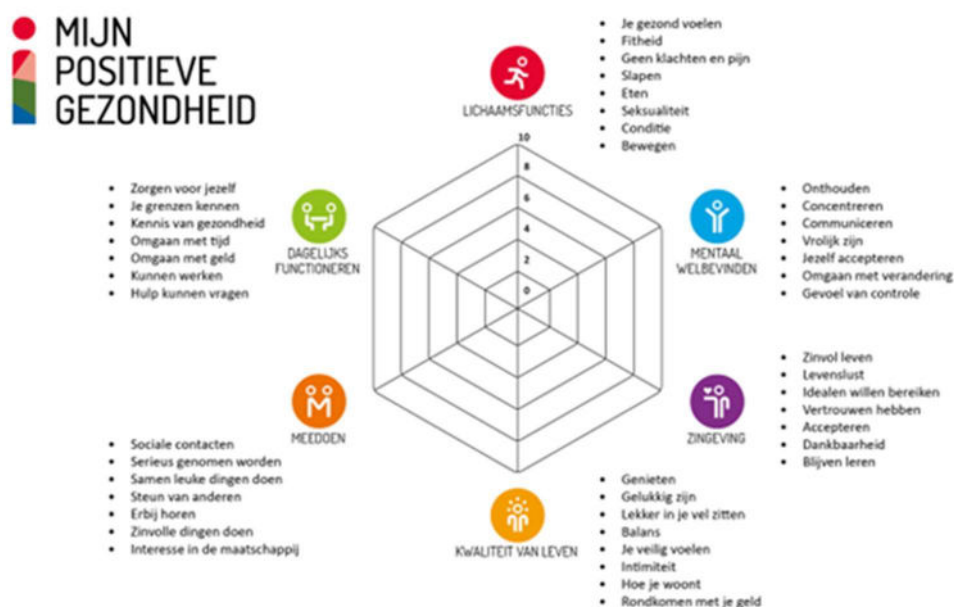 MIJN
POSITIEVE
GEZONDHEID
LICHAAMSFUNCTIES
• Je gezond voelen
• Fitheid
• Geen klachten en pijn
• Slapen
• Eten
• Seksualiteit
• Conditie
• Bewegen
10
8
6
4
2
0
• Zorgen voor jezelf
• Je grenzen kennen
• Kennis van gezondheid
• Omgaan met tijd
• Omgaan met geld
• Kunnen werken
• Hulp kunnen vragen
DAGELIJKS
FUNCTIONEREN
MENTAAL
WELBEVINDEN
• Onthouden
• Concentreren
• Communiceren
• Vrolijk zijn
• Jezelf accepteren
• Omgaan met verandering
• Gevoel van controle
MEEDOEN
• Sociale contacten
• Serieus genomen worden
• Samen leuke dingen doen
• Steun van anderen
• Erbij horen
• Zinvolle dingen doen
• Interesse in de maatschappij
ZINGEVING
• Zinvol leven
• Levenslust
• Idealen willen bereiken
• Vertrouwen hebben
• Accepteren
• Dankbaarheid
• Blijven leren
KWALITEIT VAN LEVEN
• Genieten
• Gelukkig zijn
• Lekker in je vel zitten
• Balans
• Je veilig voelen
• Intimiteit
• Hoe je woont
• Rondkomen met je geld